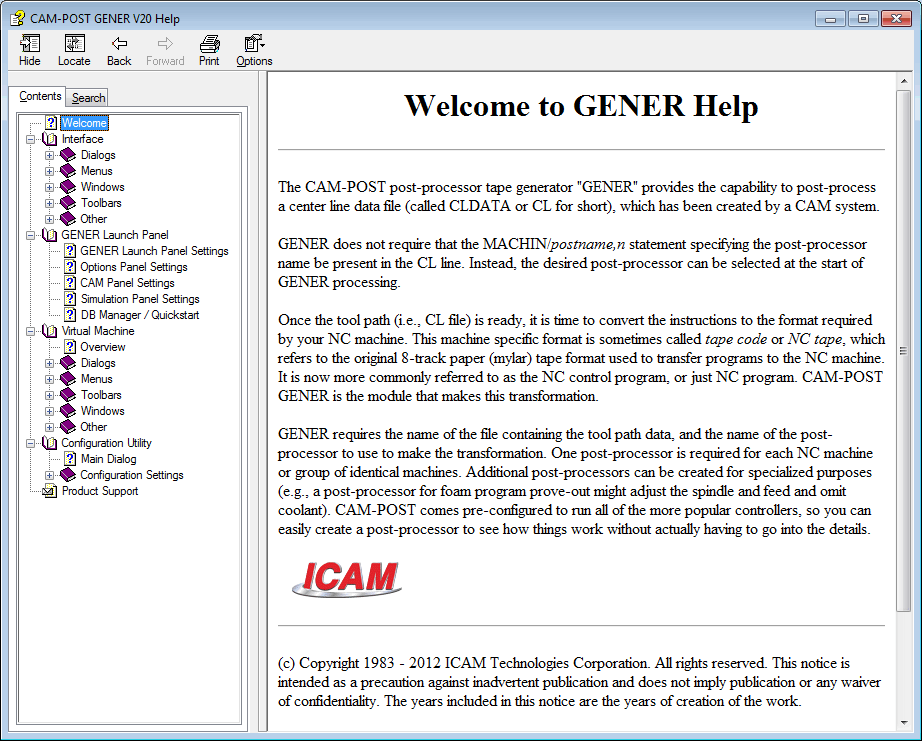 CAM-POST GENER V20 Help
Hide Locate Back Forward Print Options
Contents Search
Welcome
Interface
Dialogs
Menus
Windows
Toolbars
Other
GENER Launch Panel
GENER Launch Panel Settings
Options Panel Settings
CAM Panel Settings
Simulation Panel Settings
DB Manager / Quickstart
Virtual Machine
Overview
Dialogs
Menus
Toolbars
Windows
Other
Configuration Utility
Main Dialog
Configuration Settings
Product Support
Welcome to GENER Help
The CAM-POST post-processor tape generator "GENER" provides the capability to post-process
a center line data file (called CLDATA or CL for short), which has been created by a CAM system.
GENER does not require that the MACHIN/postname,n statement specifying the post-processor
name be present in the CL line. Instead, the desired post-processor can be selected at the start of
GENER processing.
Once the tool path (i.e., CL file) is ready, it is time to convert the instructions to the format required
by your NC machine. This machine specific format is sometimes called tape code or NC tape, which
refers to the original 8-track paper (mylar) tape format used to transfer programs to the NC machine.
It is now more commonly referred to as the NC control program, or just NC program. CAM-POST
GENER is the module that makes this transformation.
GENER requires the name of the file containing the tool path data, and the name of the post-
processor to use to make the transformation. One post-processor is required for each NC machine
or group of identical machines. Additional post-processors can be created for specialized purposes
(e.g., a post-processor for foam program prove-out might adjust the spindle and feed and omit
coolant). CAM-POST comes pre-configured to run all of the more popular controllers, so you can
easily create a post-processor to see how things work without actually having to go into the details.
ICAM
(c) Copyright 1983 - 2012 ICAM Technologies Corporation. All rights reserved. This notice is
intended as a precaution against inadvertent publication and does not imply publication or any waiver
of confidentiality. The years included in this notice are the years of creation of the work.